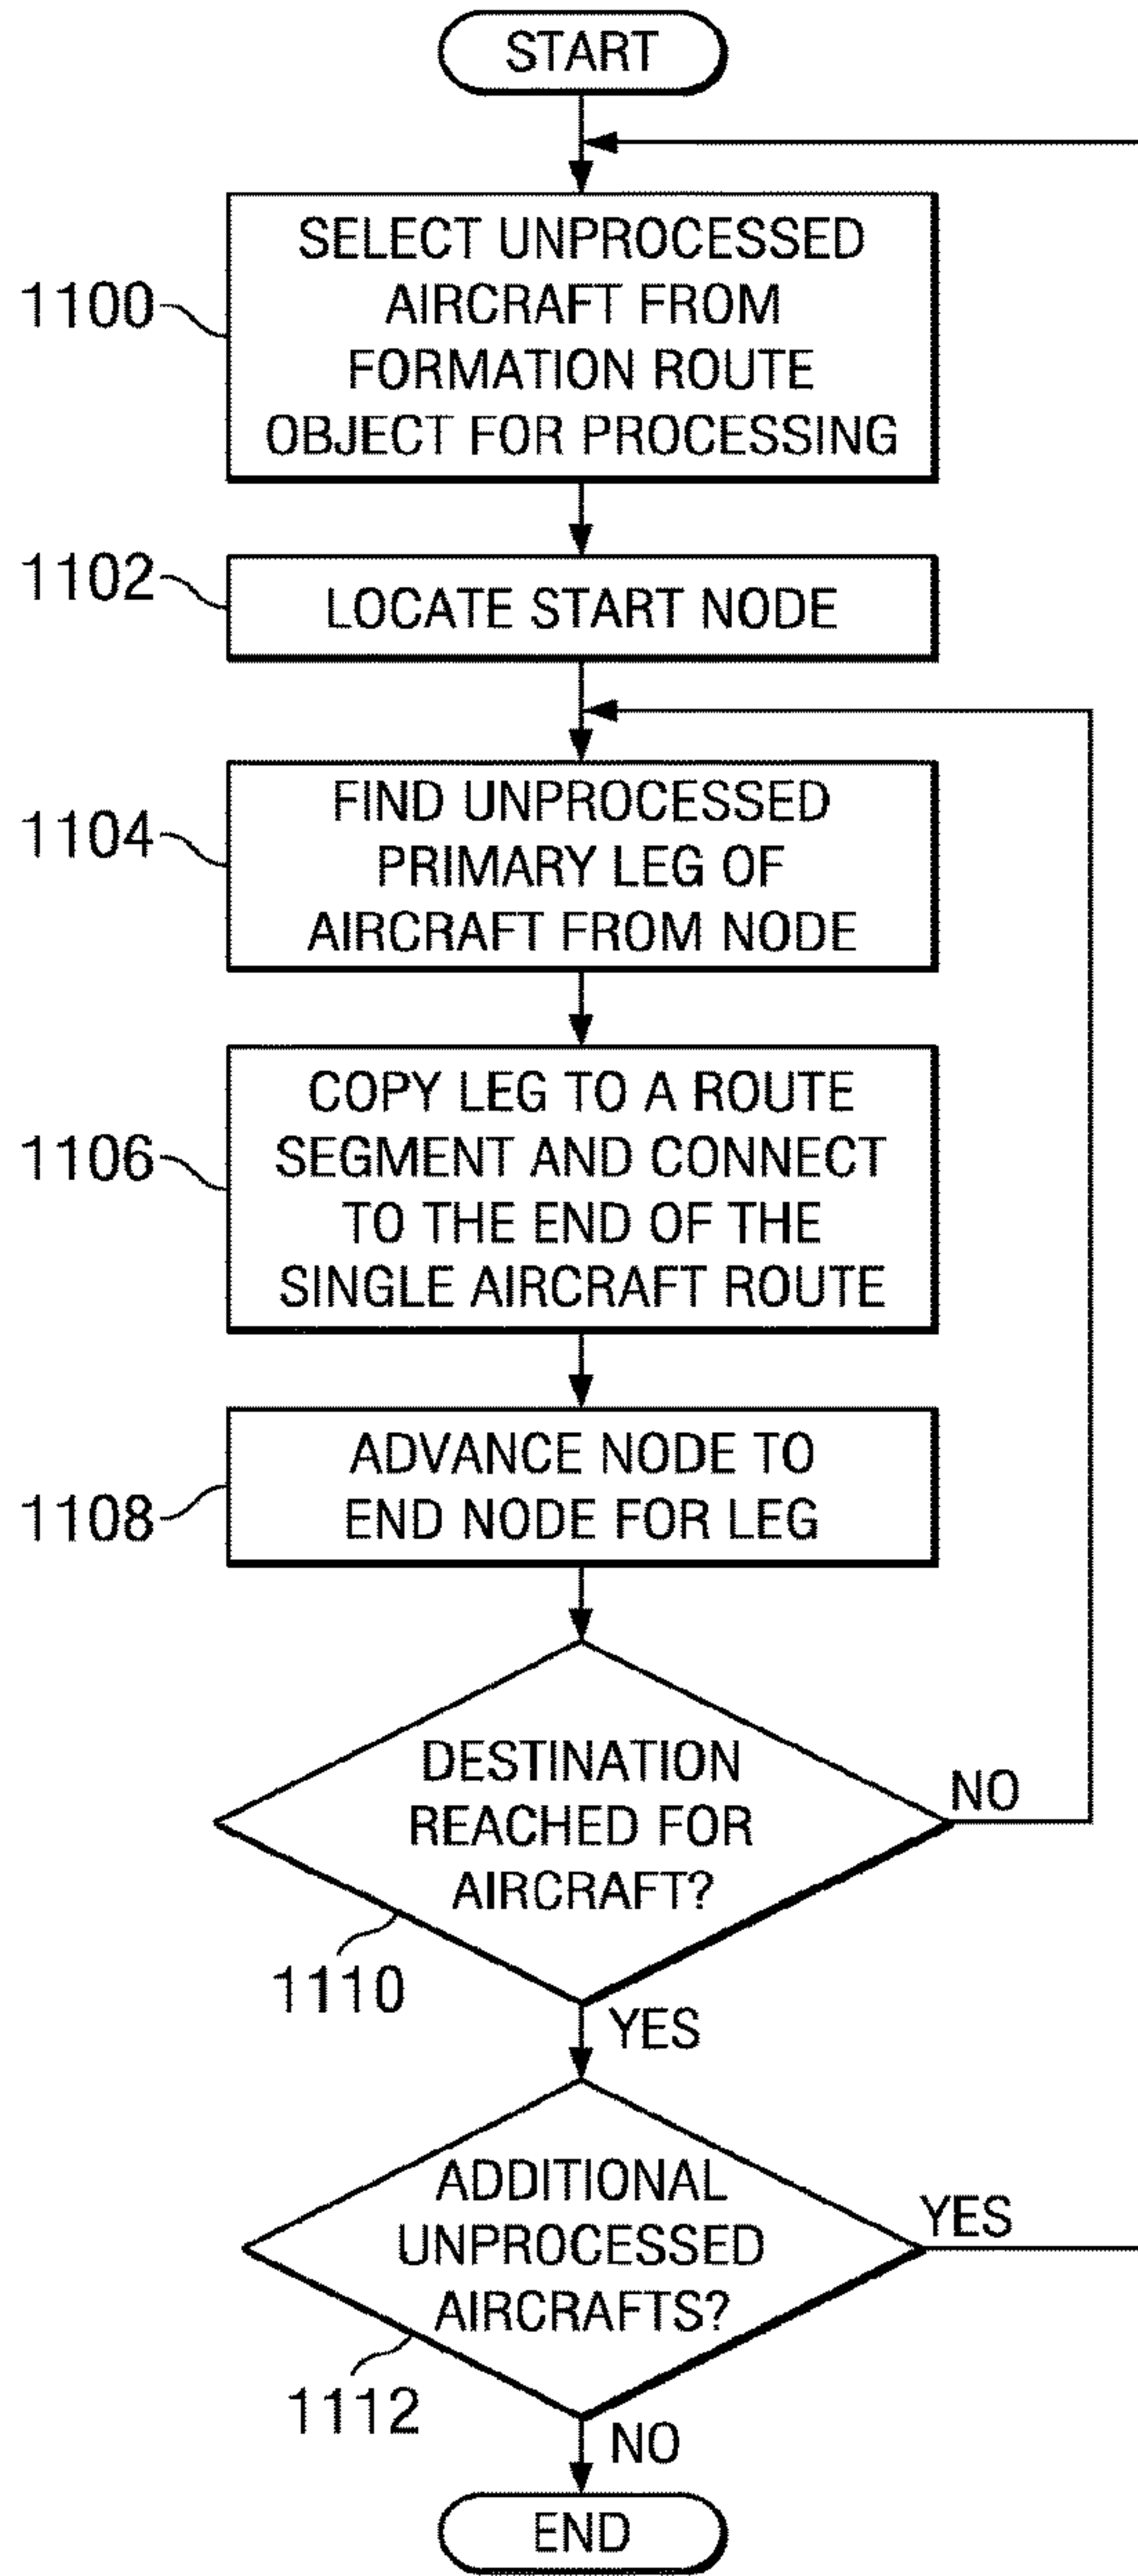 START
1100
SELECT UNPROCESSED
AIRCRAFT FROM
FORMATION ROUTE
OBJECT FOR PROCESSING
1102
LOCATE START NODE
1104
FIND UNPROCESSED
PRIMARY LEG OF
AIRCRAFT FROM NODE
1106
COPY LEG TO A ROUTE
SEGMENT AND CONNECT
TO THE END OF THE
SINGLE AIRCRAFT ROUTE
1108
ADVANCE NODE TO
END NODE FOR LEG
DESTINATION
REACHED FOR
AIRCRAFT?
NO
1110
YES
ADDITIONAL
UNPROCESSED
AIRCRAFTS?
YES
1112
NO
END